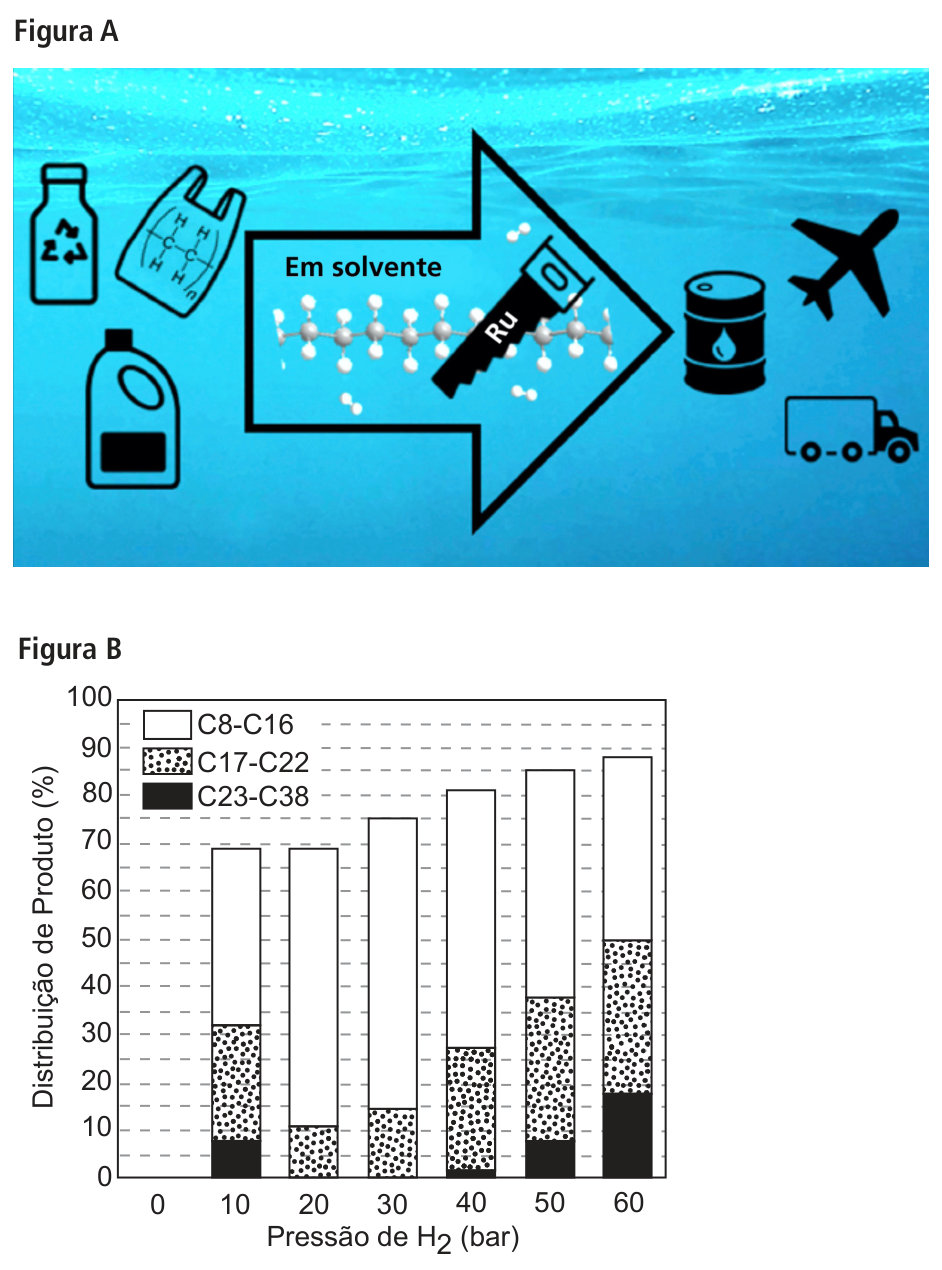 Figura A
H
H
C
C
H
H
n
Em solvente
Ru
Figura B
Distribuição de Produto (%)
100
90
80
70
60
50
40
30
20
10
0
C8-C16
C17-C22
C23-C38
0 10 20 30 40 50 60
Pressão de H2 (bar)